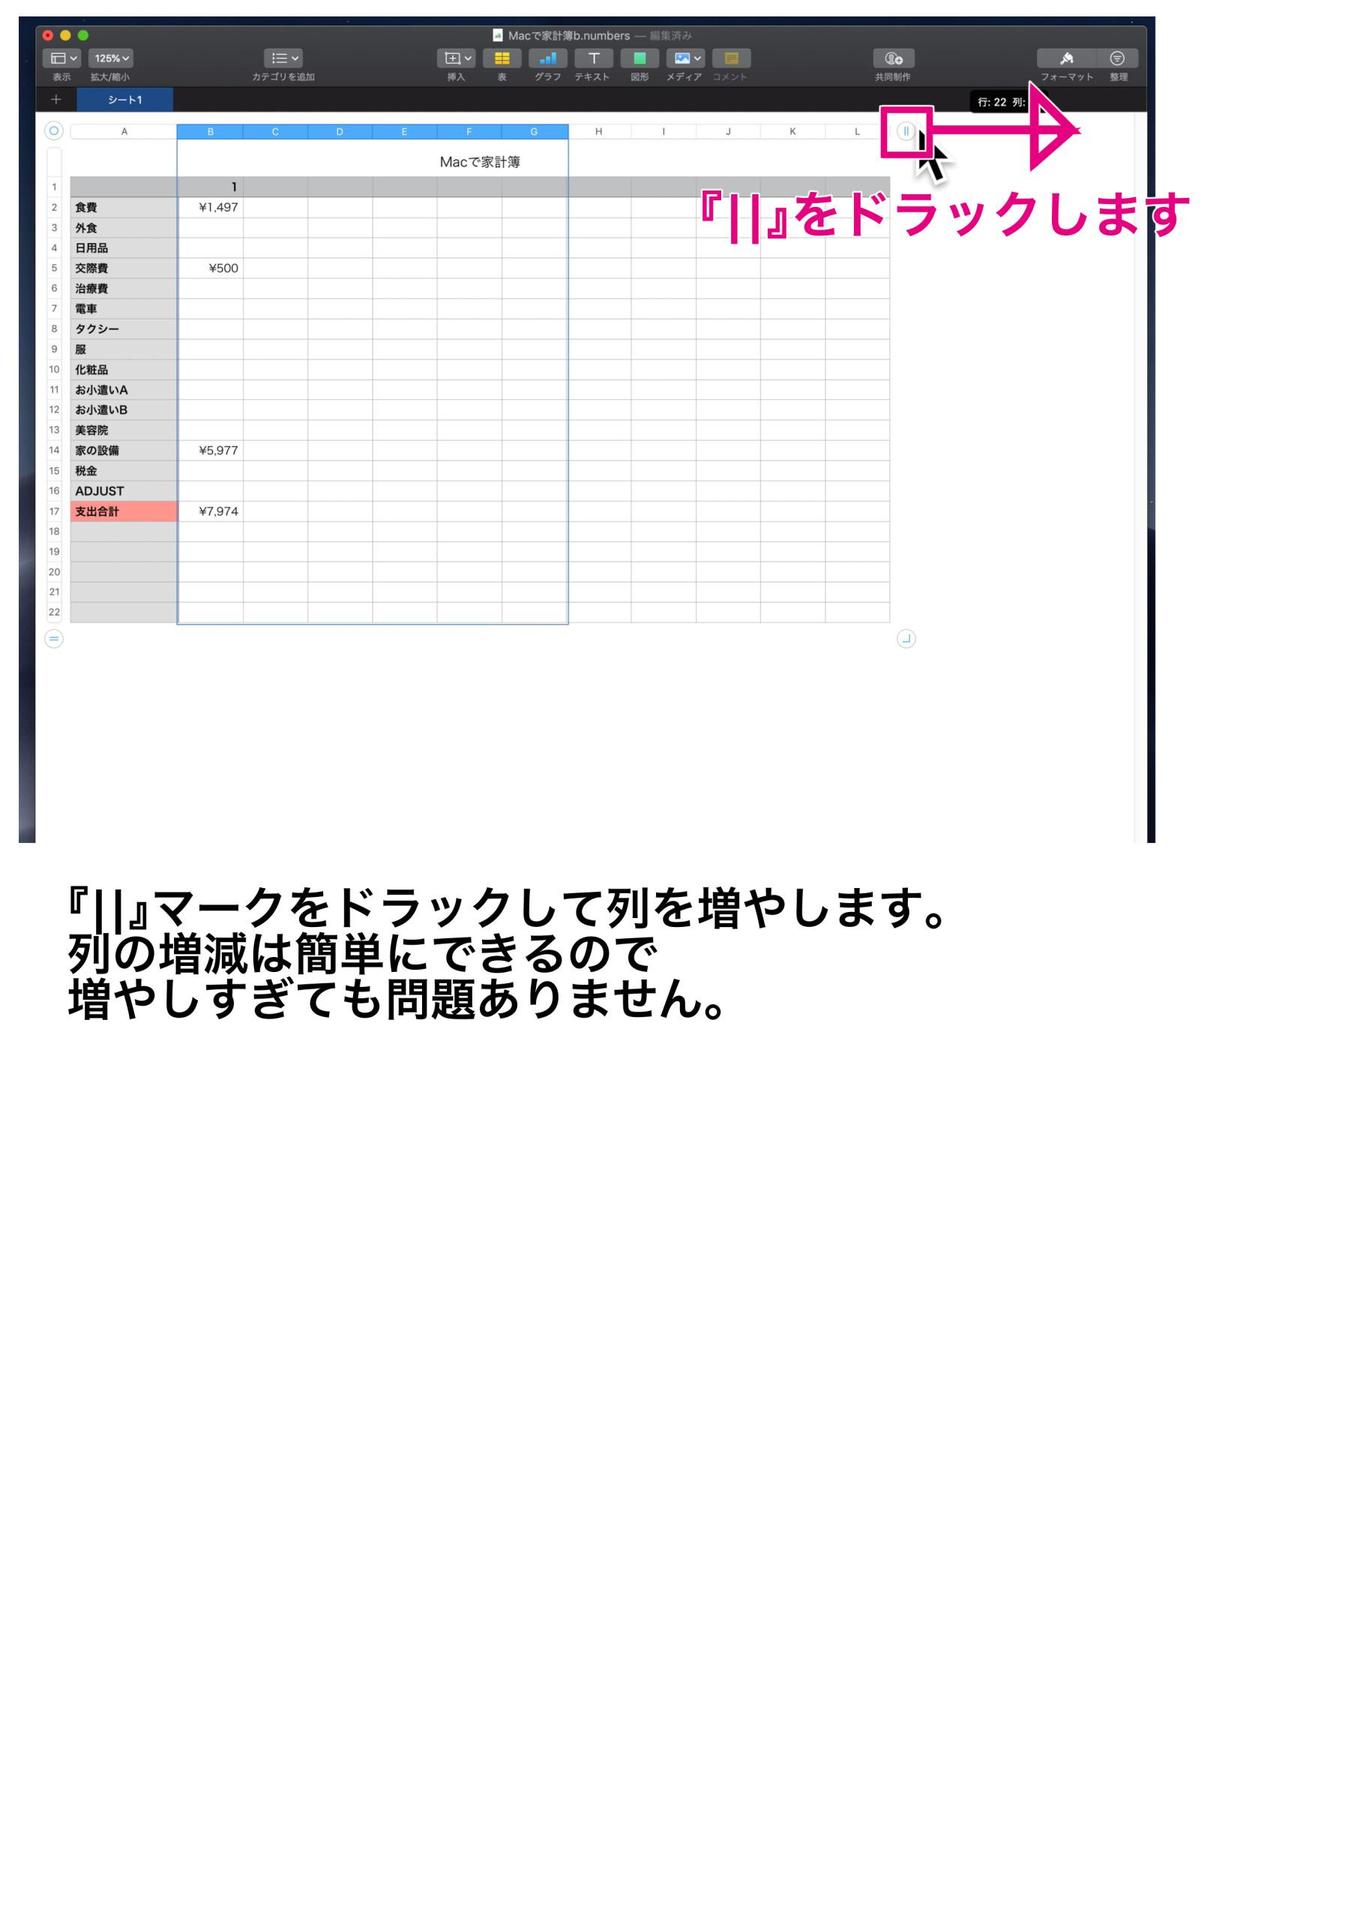 Macで家計簿b.numbers — 編集済み
125%
表示 拡大/縮小 カテゴリを追加 挿入 表 グラフ テキスト 図形 メディア コメント 共同制作 フォーマット 整理
+ シート1
行: 22 列:
A B C D E F G H I J K L
Macで家計簿
『||』をドラックします
1 1
2 食費 ¥1,497
3 外食
4 日用品
5 交際費 ¥500
6 治療費
7 電車
8 タクシー
9 服
10 化粧品
11 お小遣いA
12 お小遣いB
13 美容院
14 家の設備 ¥5,977
15 税金
16 ADJUST
17 支出合計 ¥7,974
18
19
20
21
22
『||』マークをドラックして列を増やします。
列の増減は簡単にできるので
増やしすぎても問題ありません。